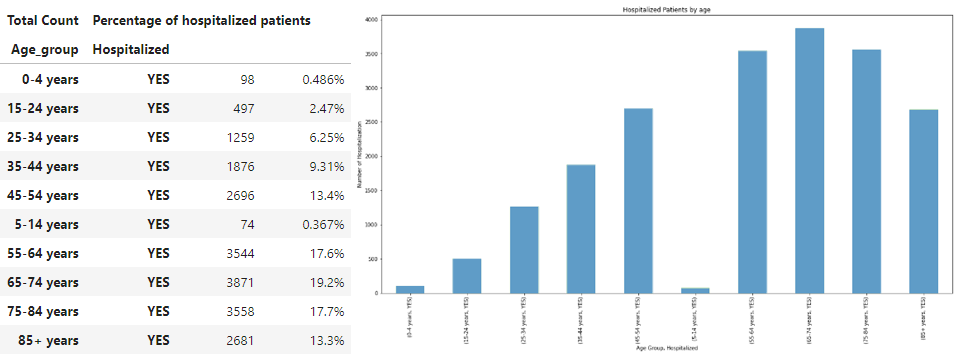 Total Count Percentage of hospitalized patients
Age_group Hospitalized
0-4 years YES 98 0.486%
15-24 years YES 497 2.47%
25-34 years YES 1259 6.25%
35-44 years YES 1876 9.31%
45-54 years YES 2696 13.4%
5-14 years YES 74 0.367%
55-64 years YES 3544 17.6%
65-74 years YES 3871 19.2%
75-84 years YES 3558 17.7%
85+ years YES 2681 13.3%
Hospitalized Patients by age
Number of Hospitalization
4000
3500
3000
2500
2000
1500
1000
500
0
(0-4 years, YES)
(15-24 years, YES)
(25-34 years, YES)
(35-44 years, YES)
(45-54 years, YES)
(5-14 years, YES)
(55-64 years, YES)
(65-74 years, YES)
(75-84 years, YES)
(85+ years, YES)
Age Group, Hospitalized